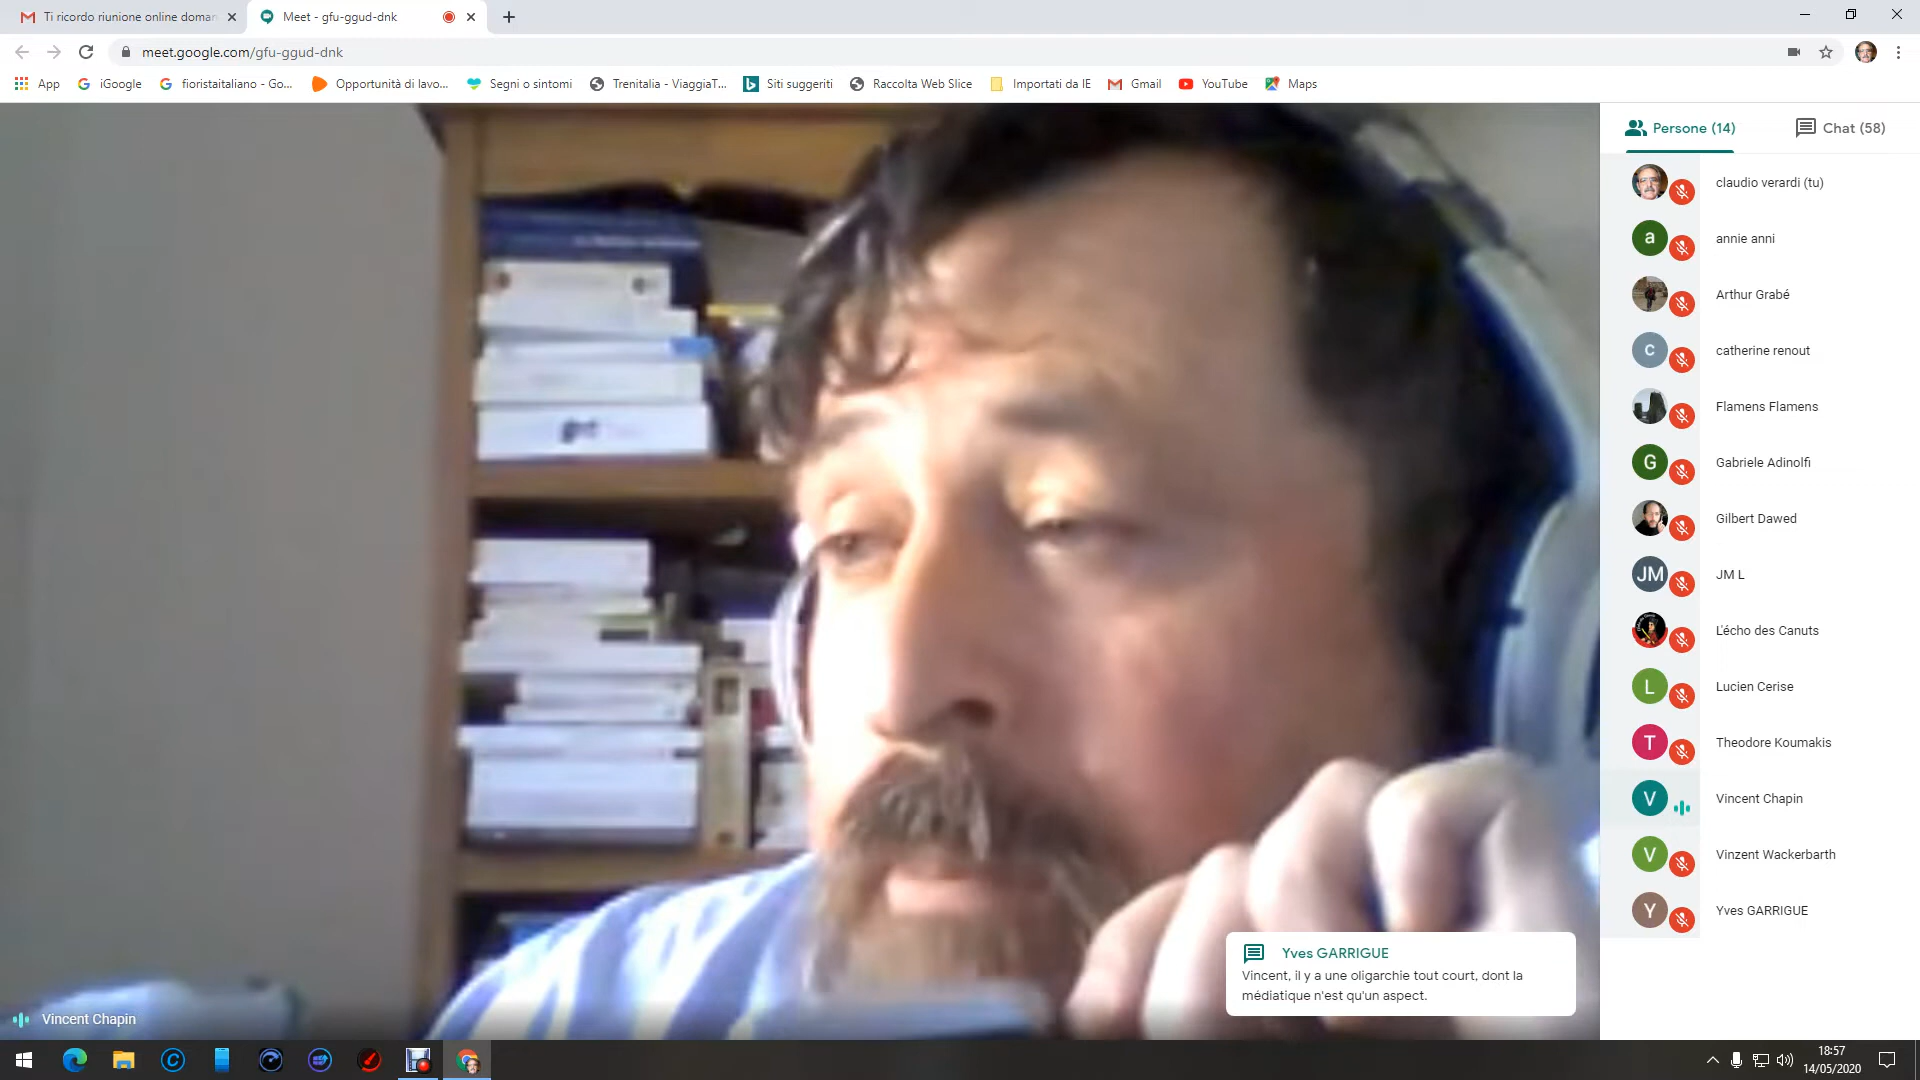 Ti ricordo riunione online doman
Meet - gfu-ggud-dnk
meet.google.com/gfu-ggud-dnk
App
iGoogle
fioristaitaliano - Go...
Opportunità di lavo...
Segni o sintomi
Trenitalia - ViaggiaT...
Siti suggeriti
Raccolta Web Slice
Importati da IE
Gmail
YouTube
Maps
Persone (14)
Chat (58)
claudio verardi (tu)
a
annie anni
Arthur Grabé
c
catherine renout
Flamens Flamens
G
Gabriele Adinolfi
Gilbert Dawed
JM
JM L
L'écho des Canuts
L
Lucien Cerise
T
Theodore Koumakis
V
Vincent Chapin
V
Vinzent Wackerbarth
Y
Yves GARRIGUE
Yves GARRIGUE
Vincent, il y a une oligarchie tout court, dont la
médiatique n'est qu'un aspect.
Vincent Chapin
18:57
14/05/2020